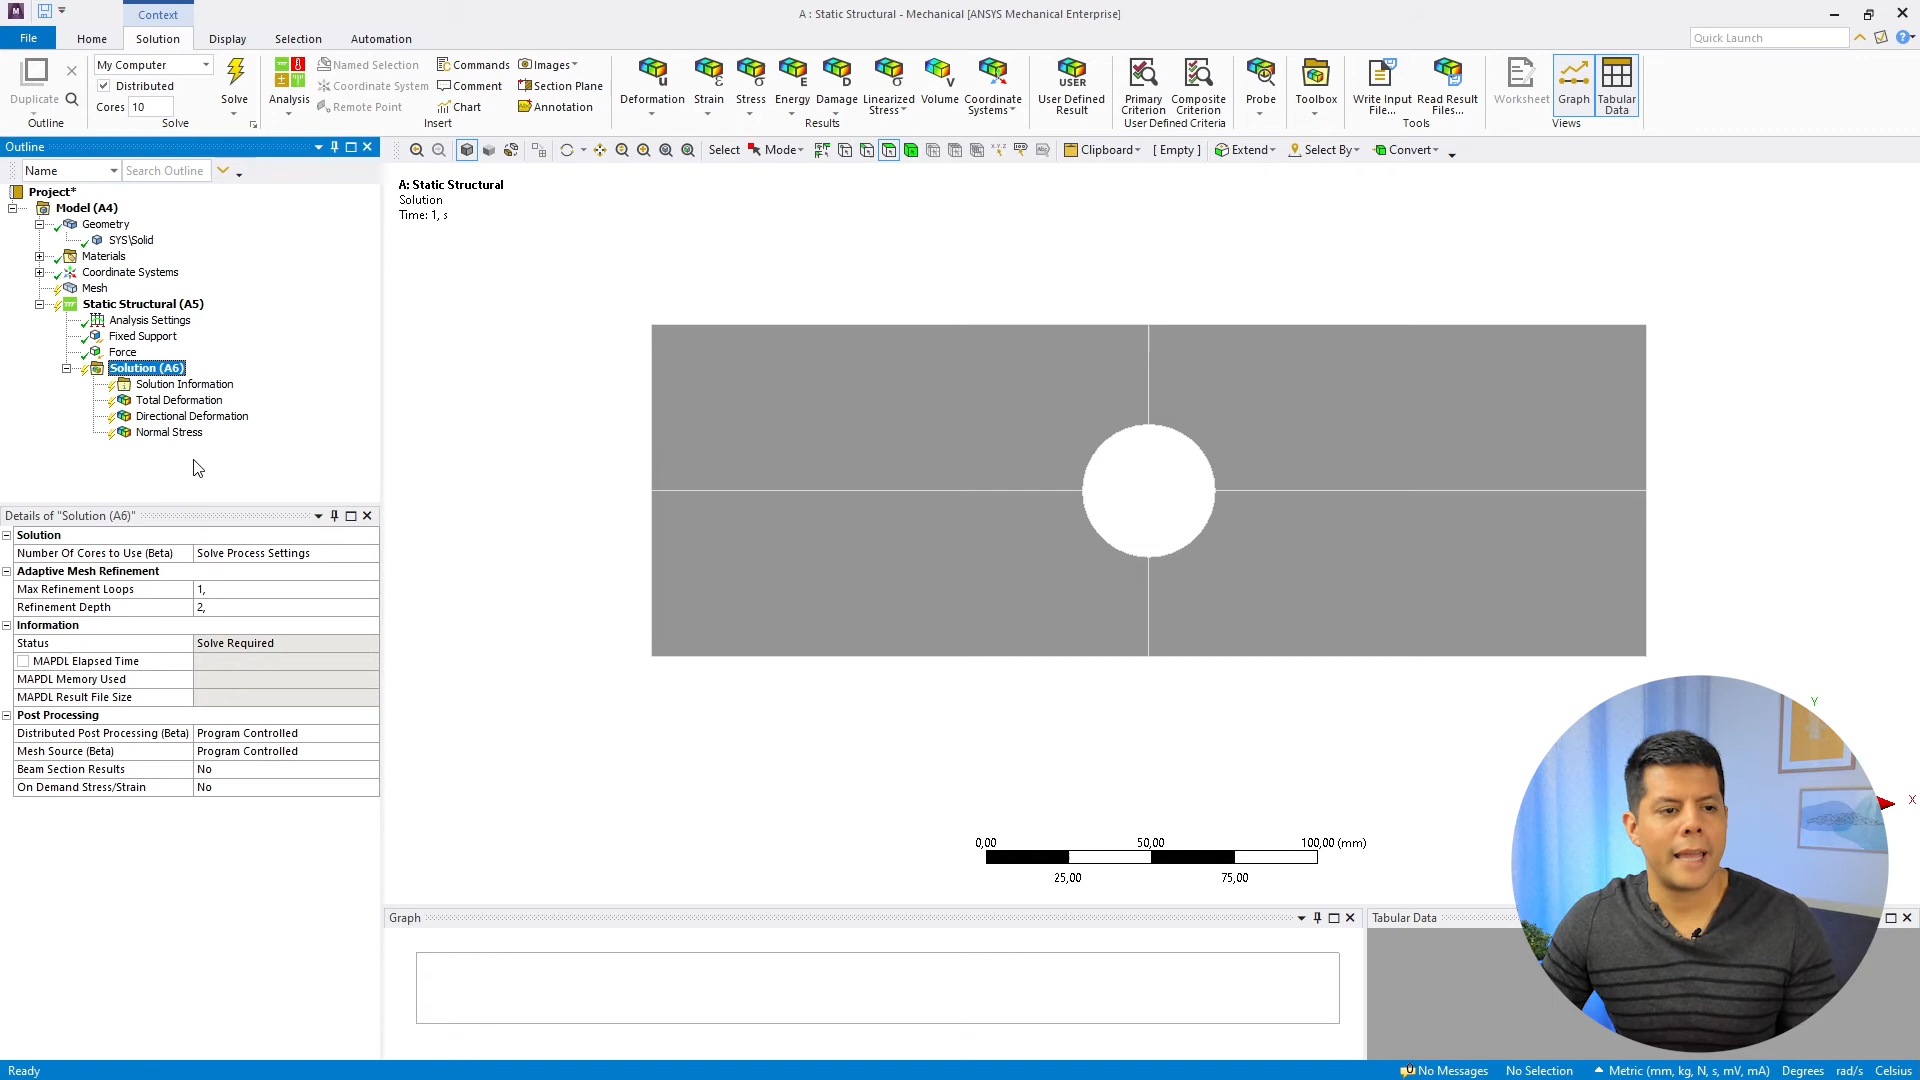 Context
A : Static Structural - Mechanical [ANSYS Mechanical Enterprise]
File
Home
Solution
Display
Selection
Automation
Quick Launch
Duplicate
Outline
My Computer
Distributed
Cores 10
Solve
Solve
Analysis
Named Selection
Coordinate System
Remote Point
Commands
Comment
Chart
Images
Section Plane
Annotation
Insert
Deformation
Strain
Stress
Energy
Damage
Linearized Stress
Volume
Coordinate Systems
Results
User Defined Result
Primary Criterion
Composite Criterion
User Defined Criteria
Probe
Toolbox
Write Input File...
Read Result Files...
Tools
Worksheet
Graph
Tabular Data
Views
Outline
Name
Search Outline
Select
Mode
Clipboard
[ Empty ]
Extend
Select By
Convert
Project*
Model (A4)
Geometry
SYS\Solid
Materials
Coordinate Systems
Mesh
Static Structural (A5)
Analysis Settings
Fixed Support
Force
Solution (A6)
Solution Information
Total Deformation
Directional Deformation
Normal Stress
Details of "Solution (A6)"
Solution
Number Of Cores to Use (Beta) Solve Process Settings
Adaptive Mesh Refinement
Max Refinement Loops 1,
Refinement Depth 2,
Information
Status Solve Required
MAPDL Elapsed Time
MAPDL Memory Used
MAPDL Result File Size
Post Processing
Distributed Post Processing (Beta) Program Controlled
Mesh Source (Beta) Program Controlled
Beam Section Results No
On Demand Stress/Strain No
A: Static Structural
Solution
Time: 1, s
Y
X
0,00 50,00 100,00 (mm)
25,00 75,00
Graph
Tabular Data
Ready
No Messages
No Selection
Metric (mm, kg, N, s, mV, mA)
Degrees
rad/s
Celsius